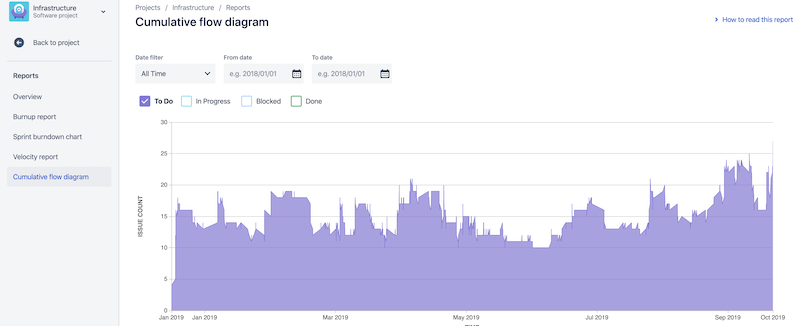 Infrastructure
Software project
Back to project
Reports
Overview
Burnup report
Sprint burndown chart
Velocity report
Cumulative flow diagram
Projects / Infrastructure / Reports
Cumulative flow diagram
How to read this report
Date filter
From date
To date
All Time
e.g. 2018/01/01
e.g. 2018/01/01
To Do
In Progress
Blocked
Done
30
25
20
15
10
5
0
ISSUE COUNT
Jan 2019
Jan 2019
Mar 2019
May 2019
Jul 2019
Sep 2019
Oct 2019